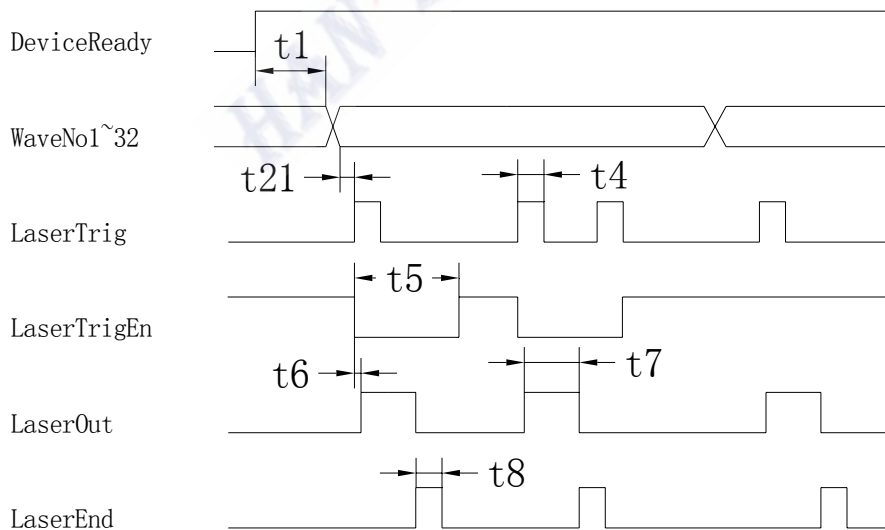 DeviceReady
t1
WaveNo1~32
t21
t4
LaserTrig
t5
LaserTrigEn
t6
t7
LaserOut
t8
LaserEnd